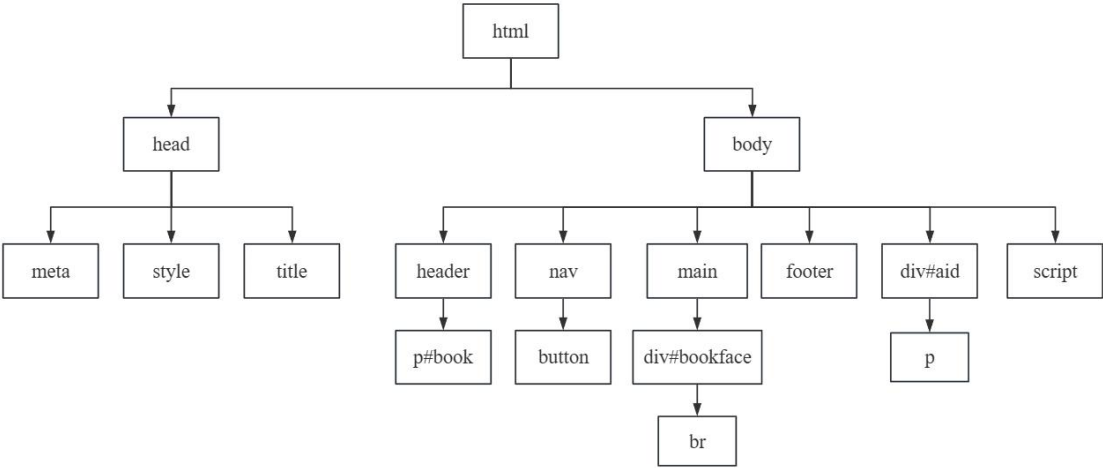 html
head
body
meta
style
title
header
nav
main
footer
div#aid
script
p#book
button
div#bookface
p
br